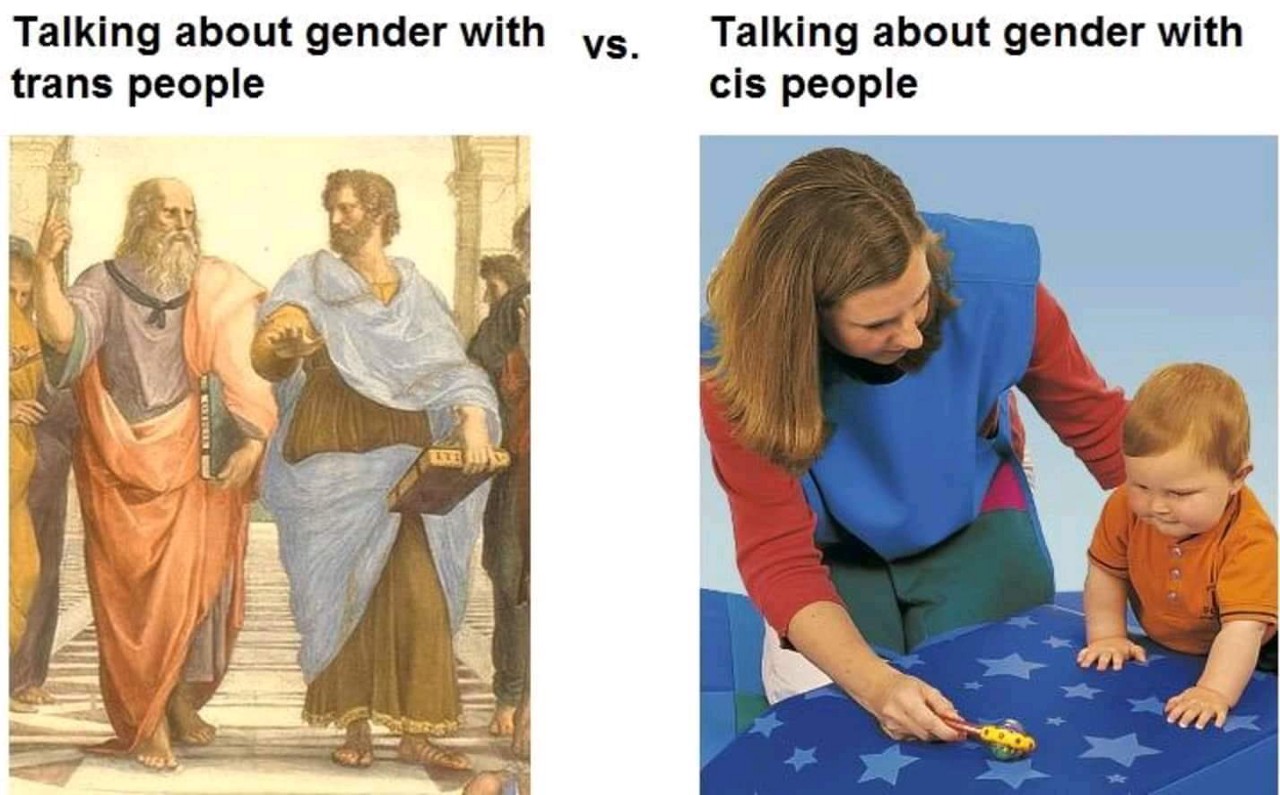 Talking about gender with
trans people
vs.
Talking about gender with
cis people